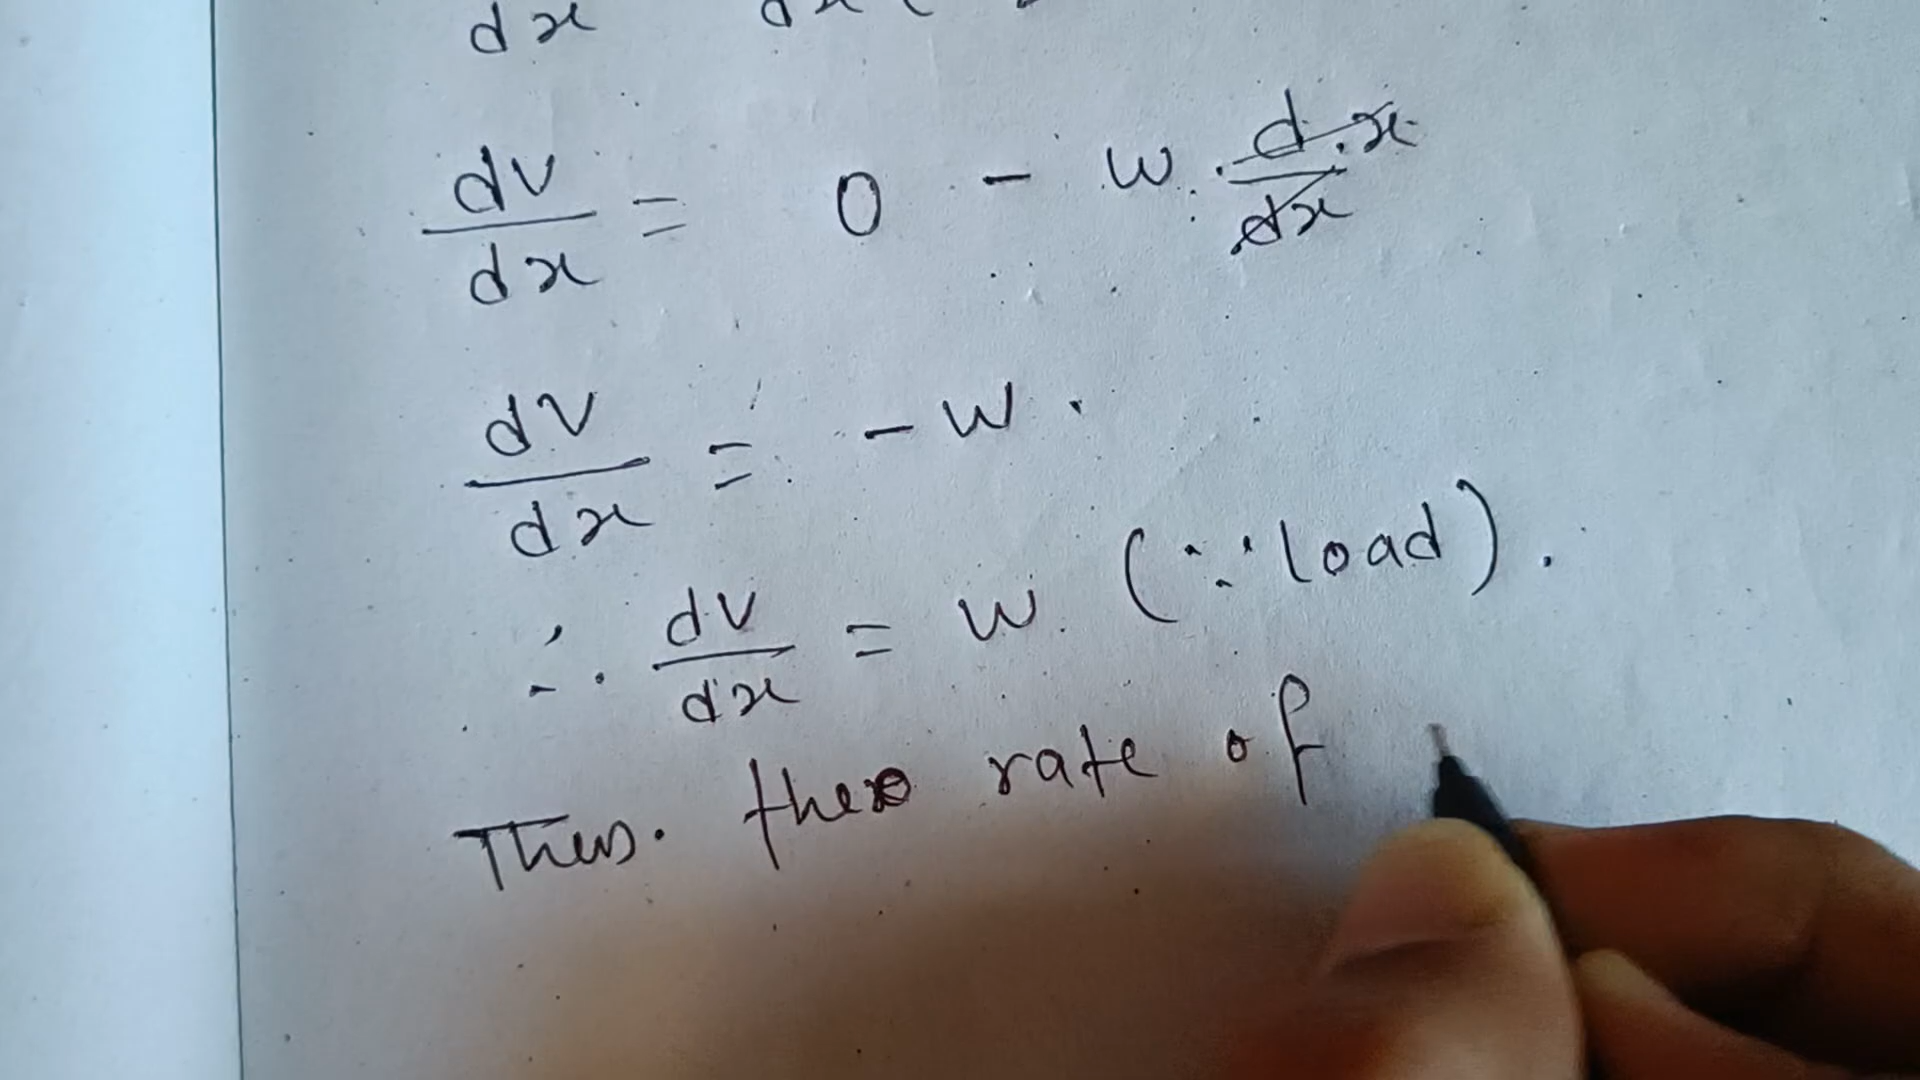 dx dx
dv/dx = 0 - w. d.x/dx
dv/dx = -w.
∴ dv/dx = w. (∵ load).
Thus. the rate of